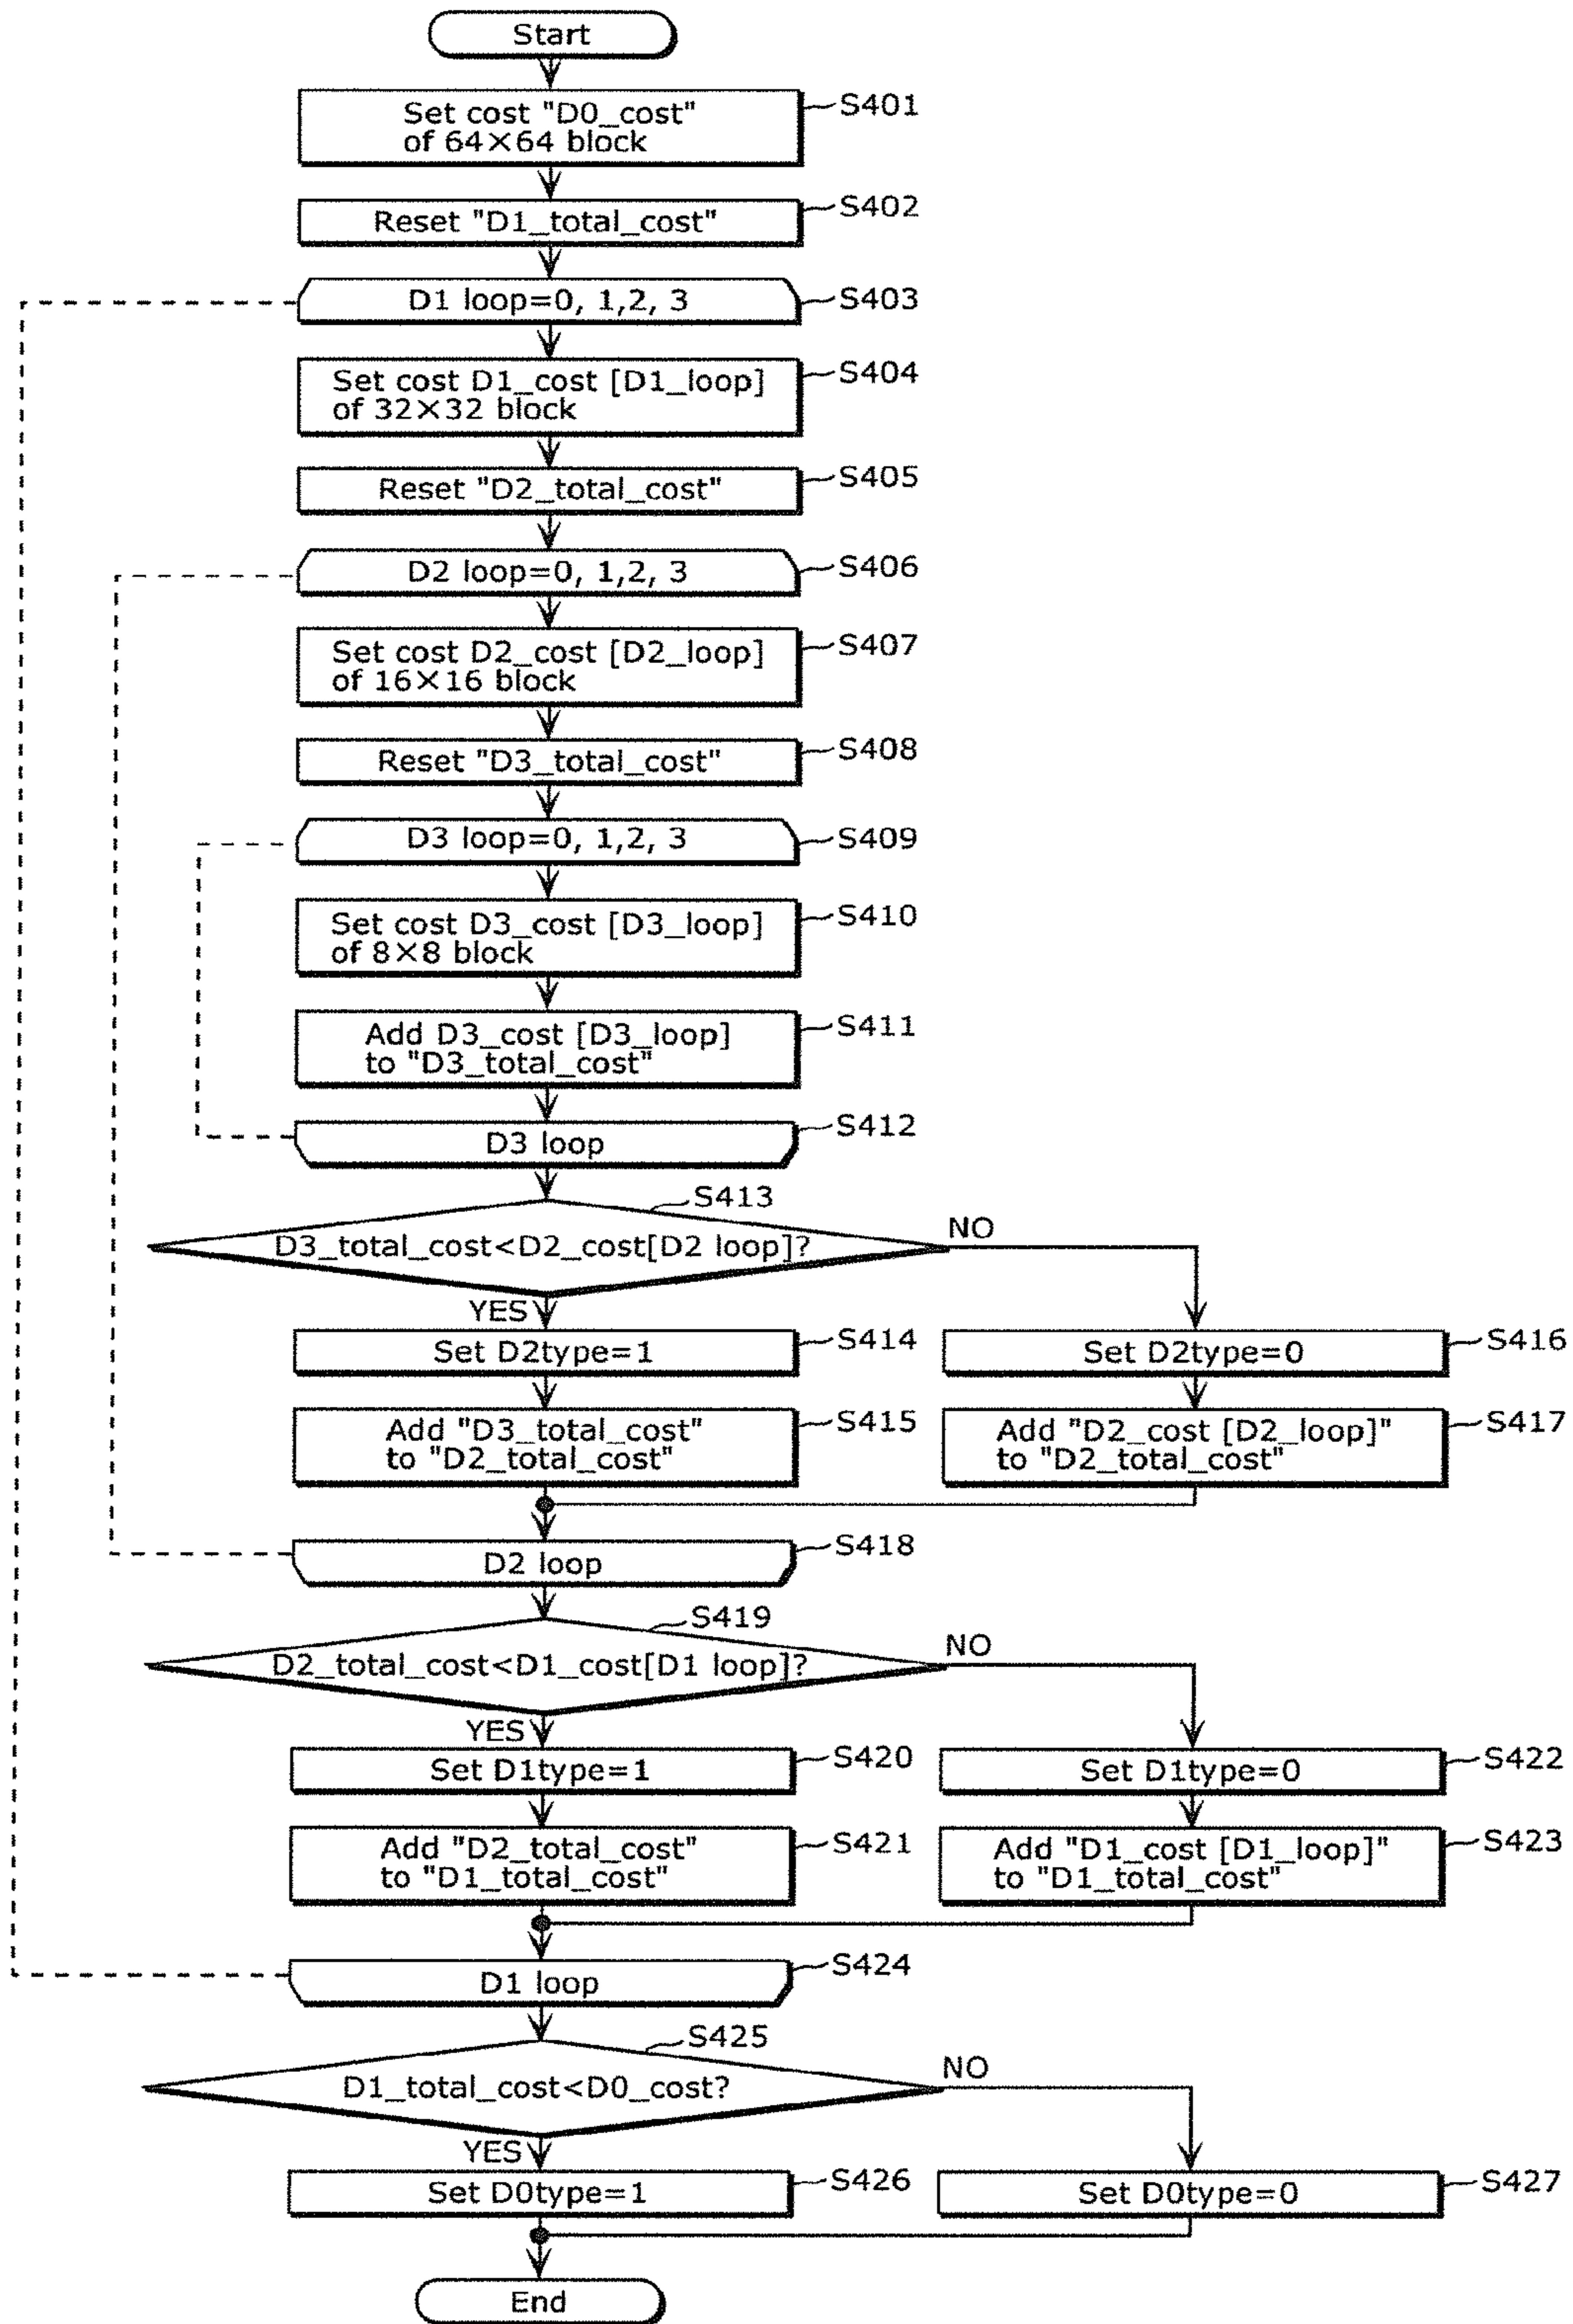 Start
Set cost "D0_cost"
of 64×64 block
S401
Reset "D1_total_cost"
S402
D1 loop=0, 1,2, 3
S403
Set cost D1_cost [D1_loop]
of 32×32 block
S404
Reset "D2_total_cost"
S405
D2 loop=0, 1,2, 3
S406
Set cost D2_cost [D2_loop]
of 16×16 block
S407
Reset "D3_total_cost"
S408
D3 loop=0, 1,2, 3
S409
Set cost D3_cost [D3_loop]
of 8×8 block
S410
Add D3_cost [D3_loop]
to "D3_total_cost"
S411
D3 loop
S412
S413
D3_total_cost<D2_cost[D2 loop]?
NO
YES
Set D2type=1
S414
Set D2type=0
S416
Add "D3_total_cost"
to "D2_total_cost"
S415
Add "D2_cost [D2_loop]"
to "D2_total_cost"
S417
D2 loop
S418
S419
D2_total_cost<D1_cost[D1 loop]?
NO
YES
Set D1type=1
S420
Set D1type=0
S422
Add "D2_total_cost"
to "D1_total_cost"
S421
Add "D1_cost [D1_loop]"
to "D1_total_cost"
S423
D1 loop
S424
S425
D1_total_cost<D0_cost?
NO
YES
Set D0type=1
S426
Set D0type=0
S427
End